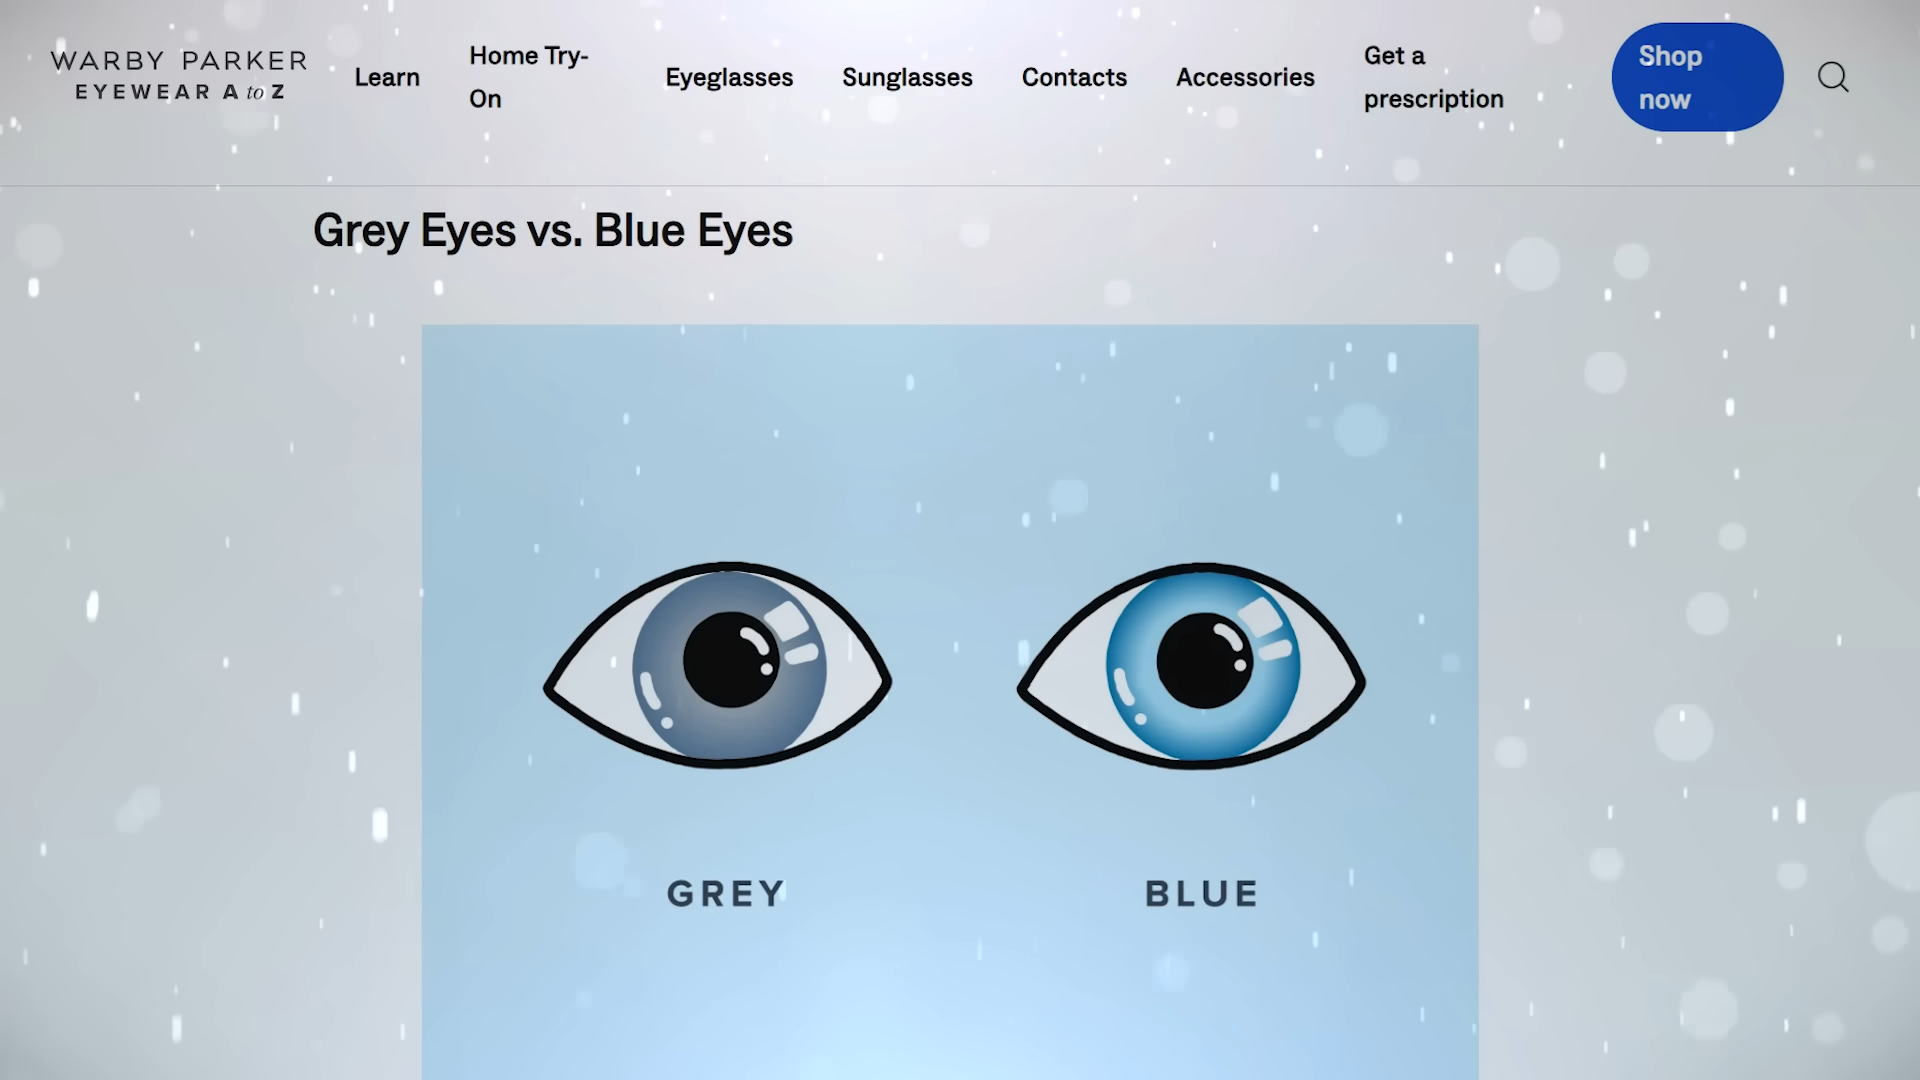 WARBY PARKER
EYEWEAR A to Z
Learn
Home Try-
On
Eyeglasses
Sunglasses
Contacts
Accessories
Get a
prescription
Shop
now
Grey Eyes vs. Blue Eyes
GREY
BLUE